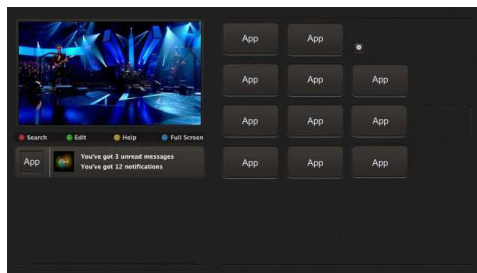 App App
App App App
App App App
App App App
Search Edit Help Full Screen
App
You've got 3 unread messages
You've got 12 notifications